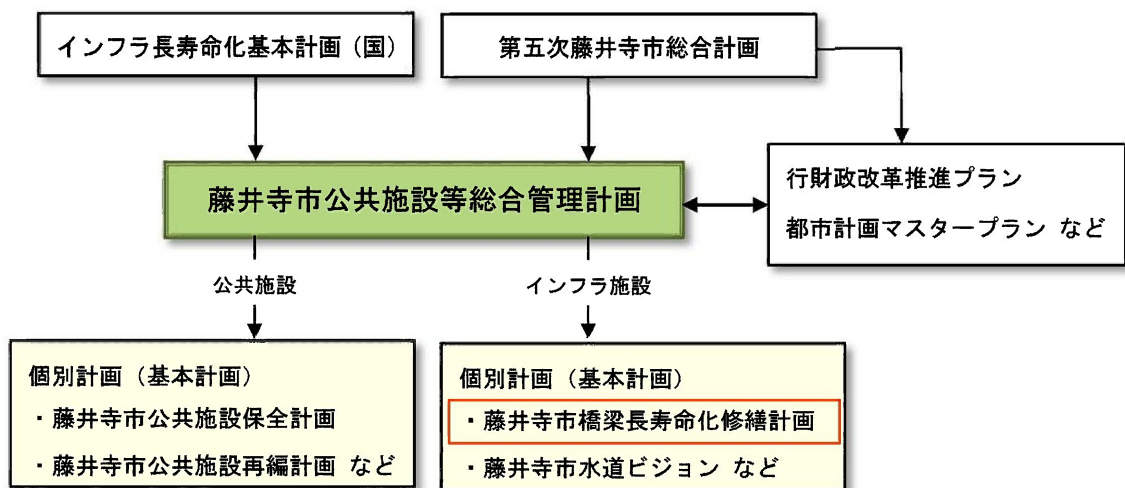 インフラ長寿命化基本計画（国）
第五次藤井寺市総合計画
藤井寺市公共施設等総合管理計画
行財政改革推進プラン
都市計画マスタープラン など
公共施設
インフラ施設
個別計画（基本計画）
・藤井寺市公共施設保全計画
・藤井寺市公共施設再編計画 など
個別計画（基本計画）
・藤井寺市橋梁長寿命化修繕計画
・藤井寺市水道ビジョン など